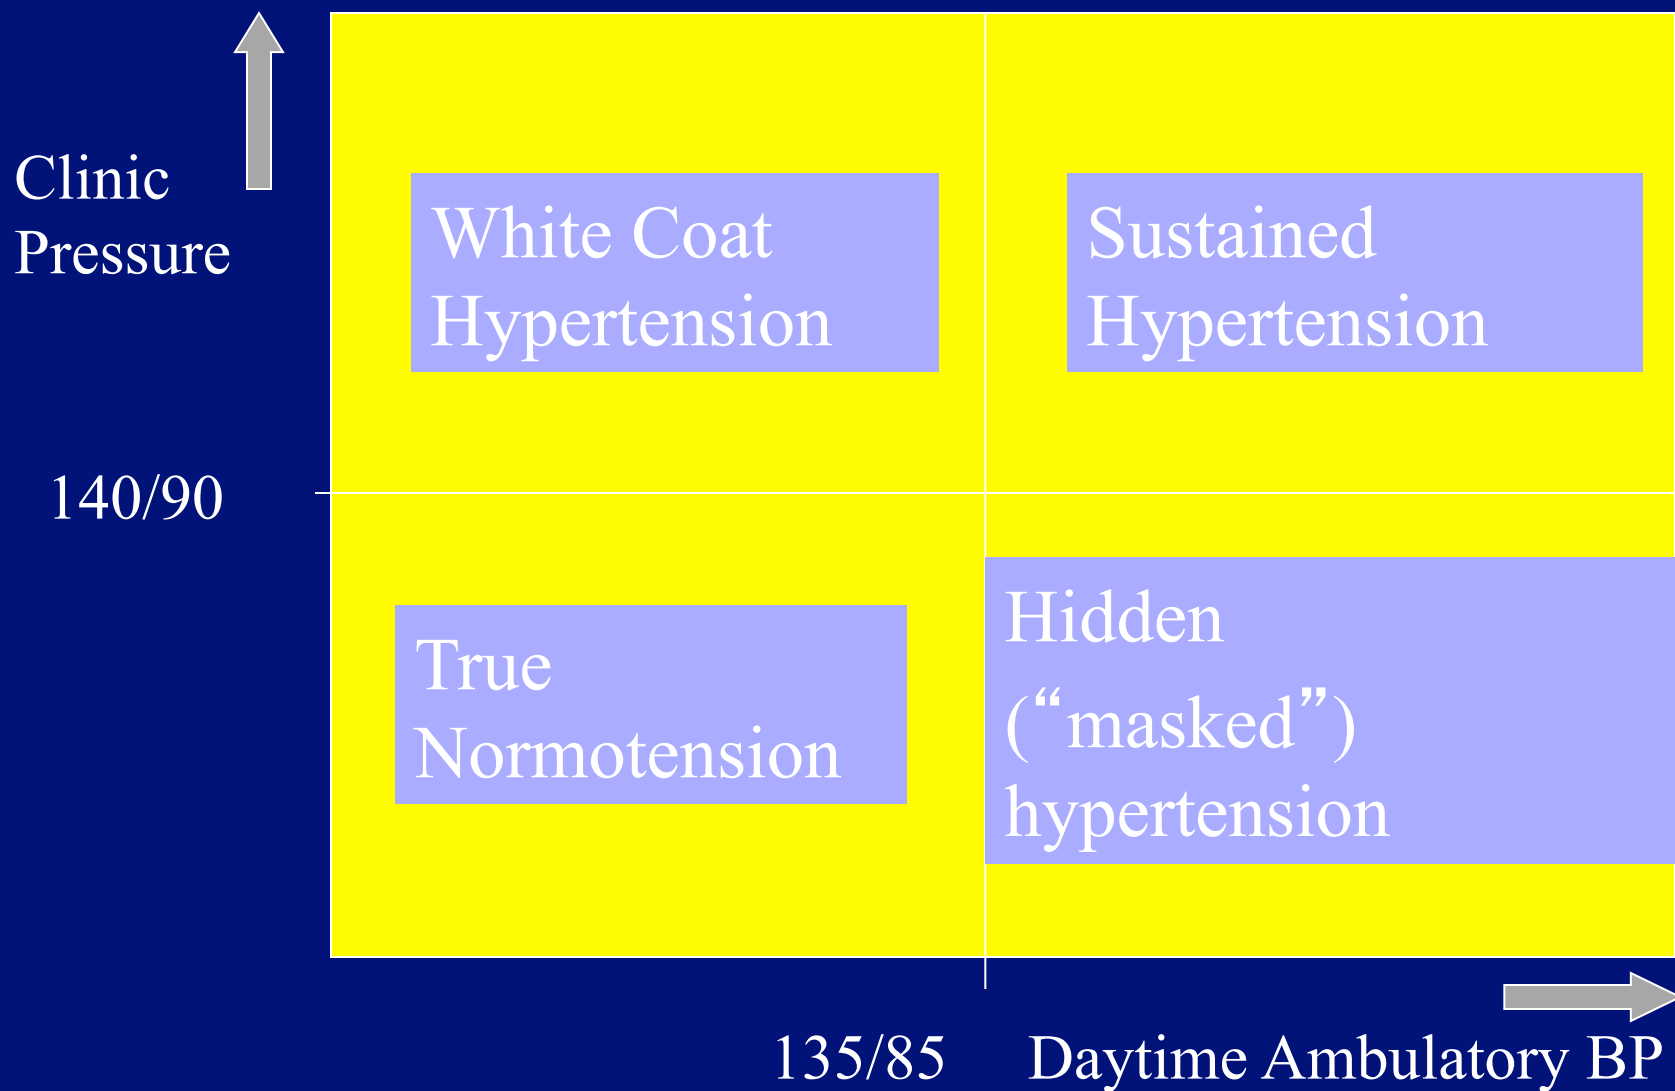 Clinic
Pressure
White Coat
Hypertension
Sustained
Hypertension
140/90
True
Normotension
Hidden
(“masked”)
hypertension
135/85
Daytime Ambulatory BP